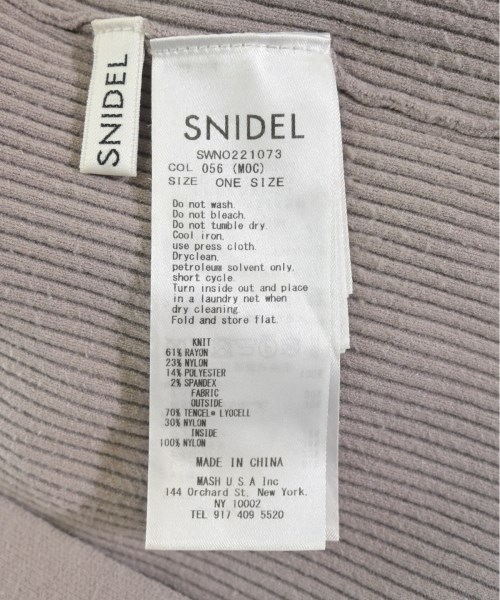 SNIDEL
SNIDEL
SWNO221073
COL 056 (MOC)
SIZE ONE SIZE
Do not wash.
Do not bleach.
Do not tumble dry
Cool iron.
use press cloth.
Dryclean.
petroleum solvent only.
short cycle.
Turn inside out and place
in a laundry net when
dry cleaning.
Fold and store flat.
KNIT
61% RAYON
23% NYLON
14% POLYESTER
2% SPANDEX
FABRIC
OUTSIDE
70% TENCEL* LYOCELL
30% NYLON
INSIDE
100% NYLON
MADE IN CHINA
MASH U S A Inc
144 Orchard St. New York.
NY 10002
TEL 917 409 5520